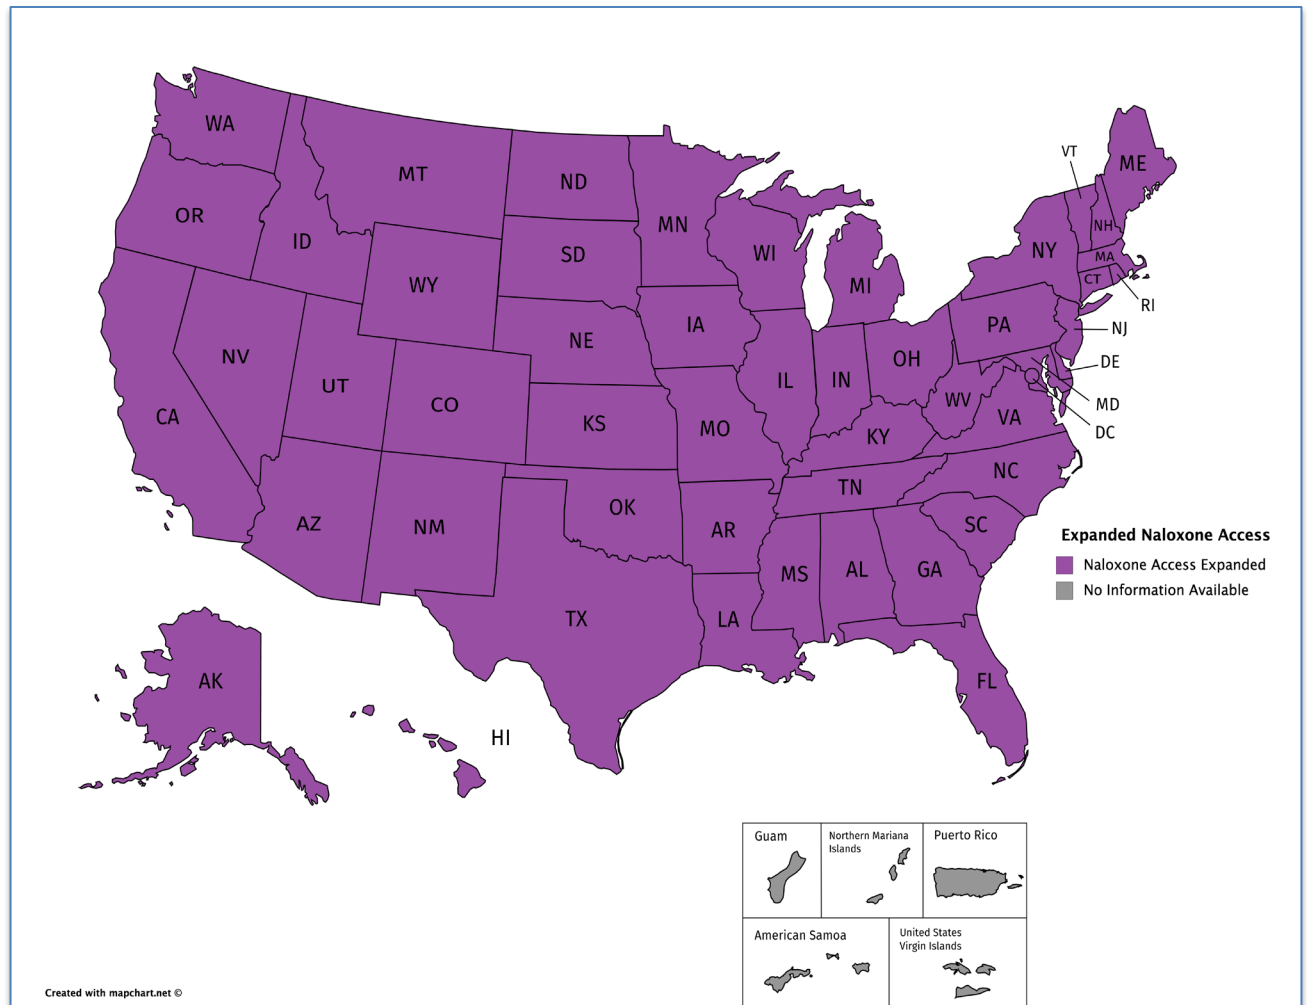 WA
MT
ND
MN
VT
ME
OR
ID
SD
WI
NY
NH
MA
CT
RI
WY
MI
IA
PA
NJ
NV
NE
OH
DE
UT
CO
IL
IN
WV
MD
CA
KS
MO
KY
VA
DC
NC
TN
AZ
NM
OK
AR
SC
MS
AL
GA
TX
LA
FL
AK
HI
Expanded Naloxone Access
Naloxone Access Expanded
No Information Available
Guam
Northern Mariana
Islands
Puerto Rico
American Samoa
United States
Virgin Islands
Created with mapchart.net ©